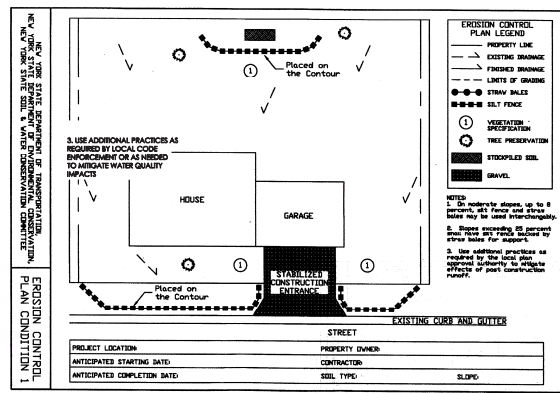 NEW YORK STATE DEPARTMENT OF TRANSPORTATION,
NEW YORK STATE DEPARTMENT OF ENVIRONMENTAL CONSERVATION,
NEW YORK STATE SOIL & WATER CONSERVATION COMMITTEE
EROSION CONTROL
PLAN CONDITION 1
Placed on
the Contour
1
3. USE ADDITIONAL PRACTICES AS
REQUIRED BY LOCAL CODE
ENFORCEMENT OR AS NEEDED
TO MITIGATE WATER QUALITY
IMPACTS
HOUSE
GARAGE
1
1
STABILIZED
CONSTRUCTION
ENTRANCE
Placed on
the Contour
EXISTING CURB AND GUTTER
STREET
PROJECT LOCATION:
PROPERTY OWNER:
ANTICIPATED STARTING DATE:
CONTRACTOR:
ANTICIPATED COMPLETION DATE:
SOIL TYPE:
SLOPE:
EROSION CONTROL
PLAN LEGEND
PROPERTY LINE
EXISTING DRAINAGE
FINISHED DRAINAGE
LIMITS OF GRADING
STRAW BALES
SILT FENCE
1 VEGETATION
SPECIFICATION
TREE PRESERVATION
STOCKPILED SOIL
GRAVEL
NOTES:
1. On moderate slopes, up to 8
percent, silt fence and straw
bales may be used interchangeably.
2. Slopes exceeding 25 percent
shall have silt fence backed by
straw bales for support.
3. Use additional practices as
required by the local plan
approval authority to mitigate
effects of post construction
runoff.